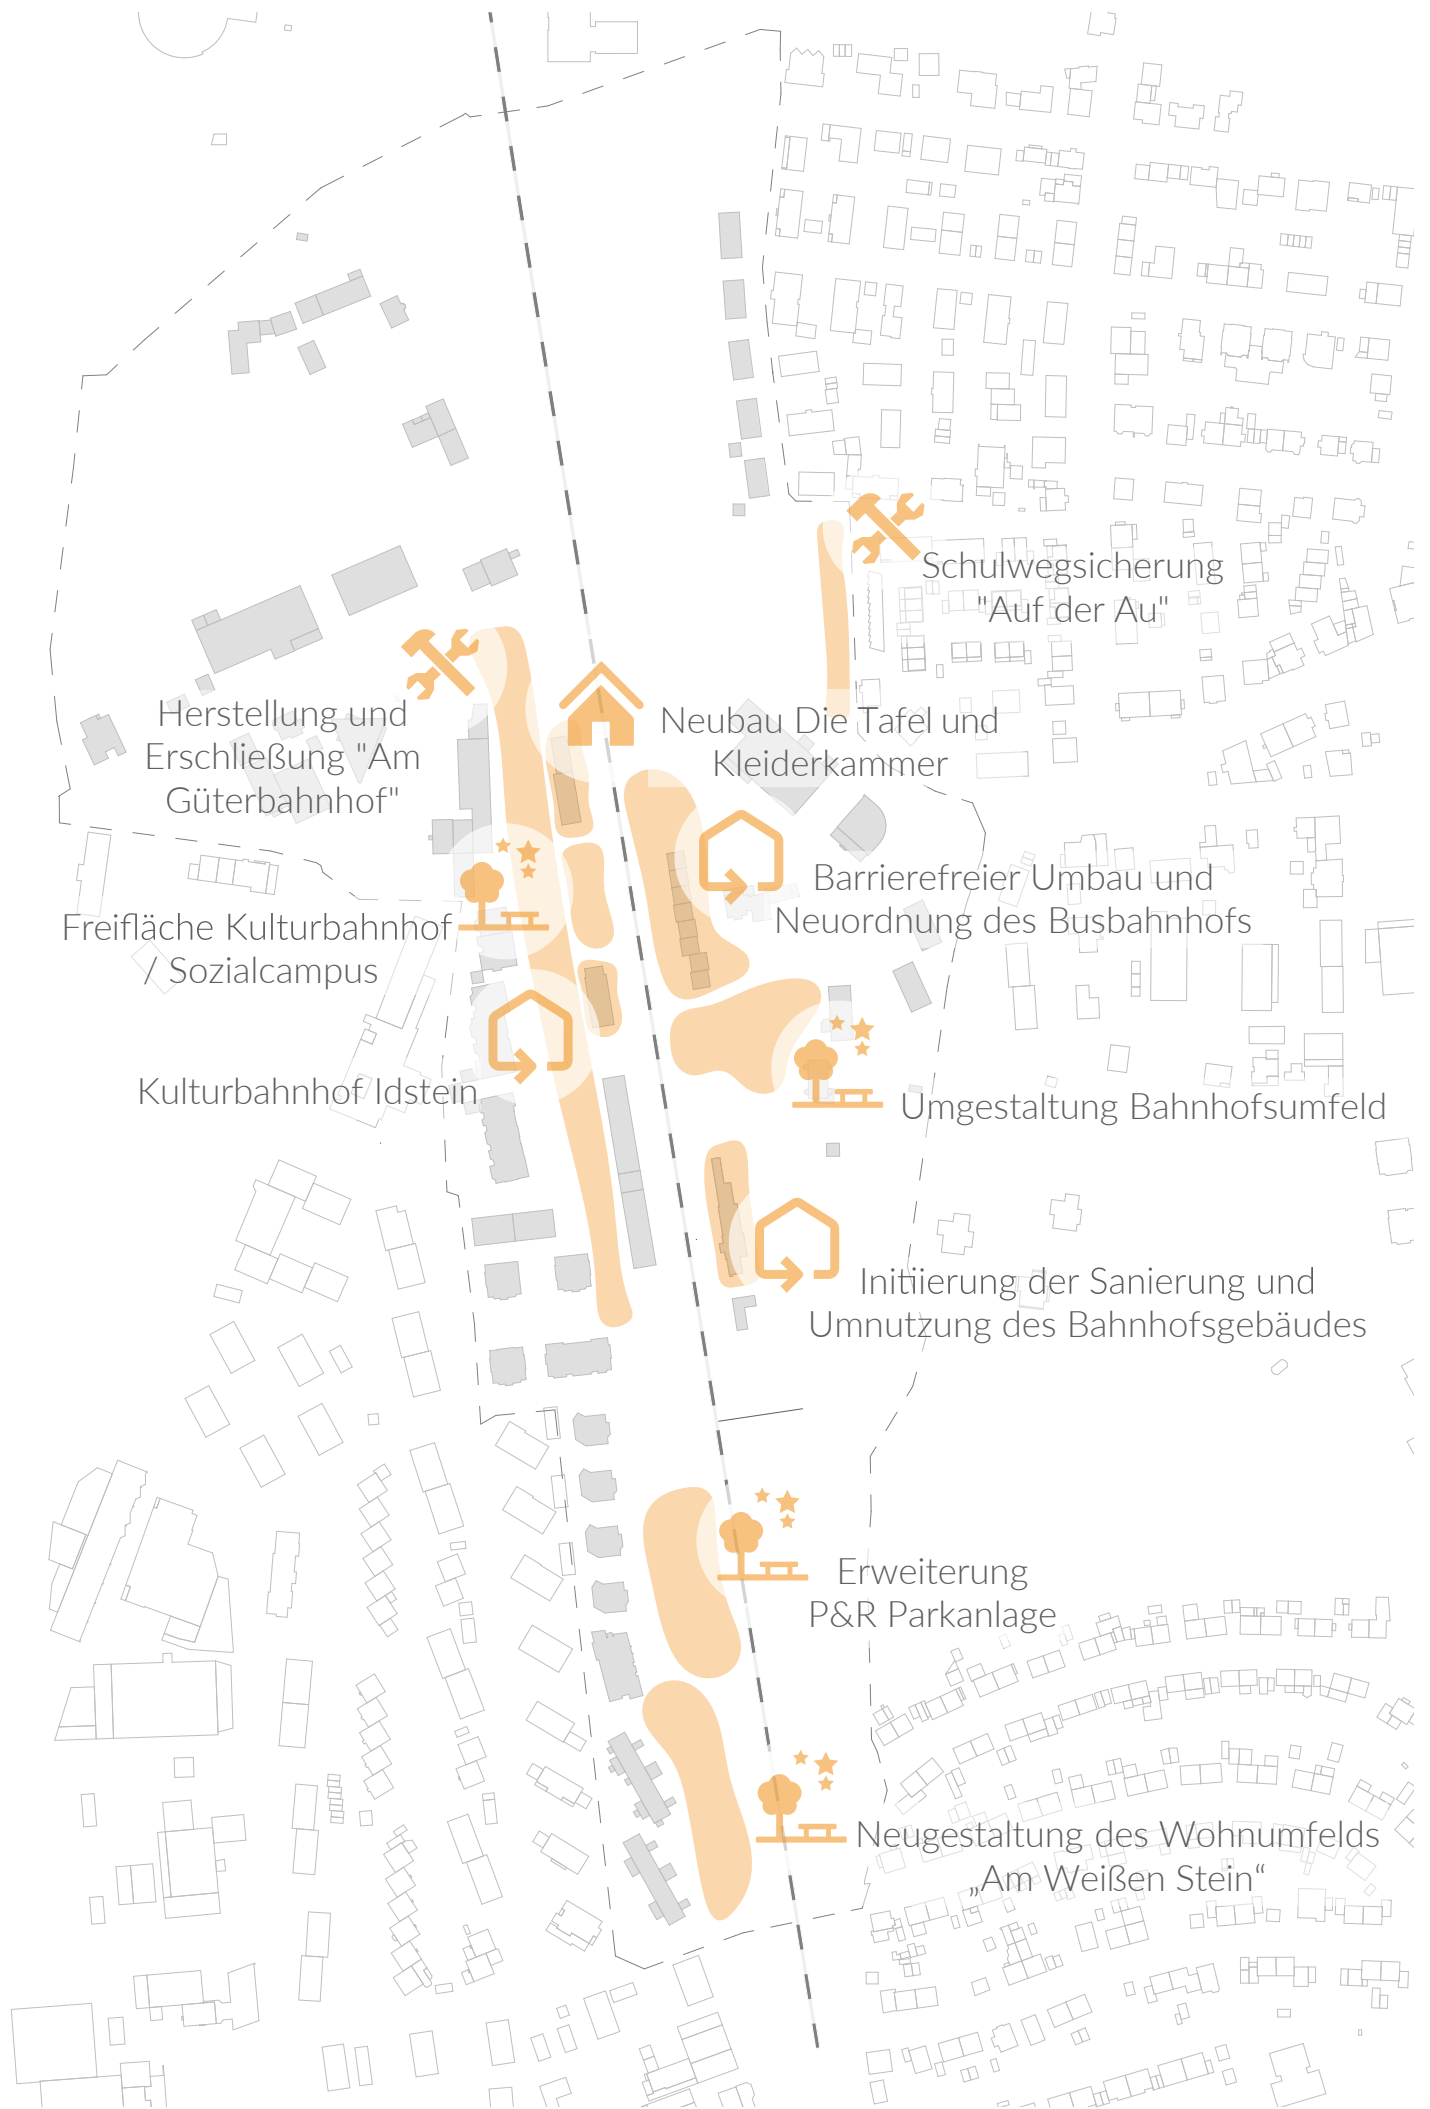 Schulwegsicherung
"Auf der Au"
Herstellung und
Erschließung "Am
Güterbahnhof"
Neubau Die Tafel und
Kleiderkammer
Barrierefreier Umbau und
Neuordnung des Busbahnhofs
Freifläche Kulturbahnhof
/ Sozialcampus
Kulturbahnhof Idstein
Umgestaltung Bahnhofsumfeld
Initiierung der Sanierung und
Umnutzung des Bahnhofsgebäudes
Erweiterung
P&R Parkanlage
Neugestaltung des Wohnumfelds
„Am Weißen Stein“